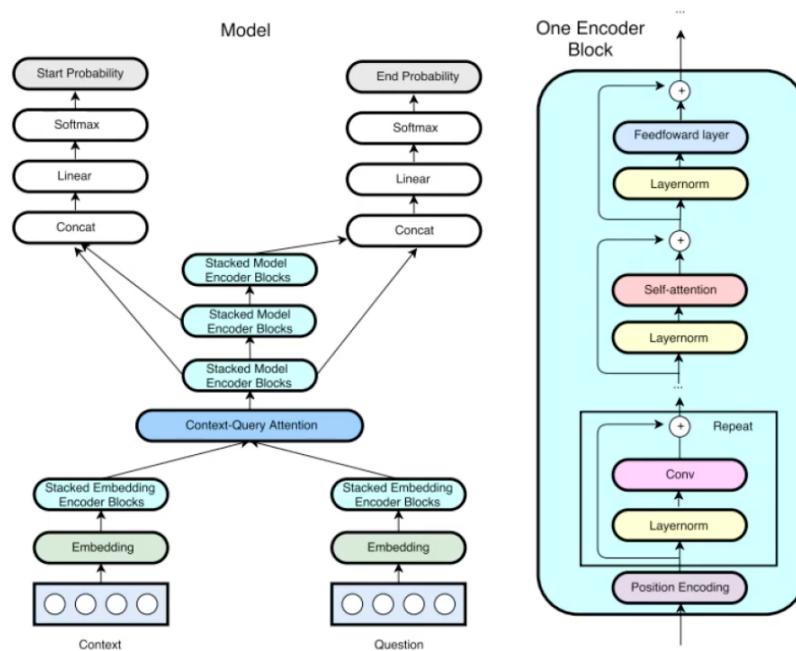 Model
Start Probability
Softmax
Linear
Concat
End Probability
Softmax
Linear
Concat
Stacked Model
Encoder Blocks
Stacked Model
Encoder Blocks
Stacked Model
Encoder Blocks
Context-Query Attention
Stacked Embedding
Encoder Blocks
Embedding
Context
Stacked Embedding
Encoder Blocks
Embedding
Question
One Encoder
Block
...
+
Feedfoward layer
Layernorm
+
Self-attention
Layernorm
...
+
Repeat
Conv
Layernorm
Position Encoding